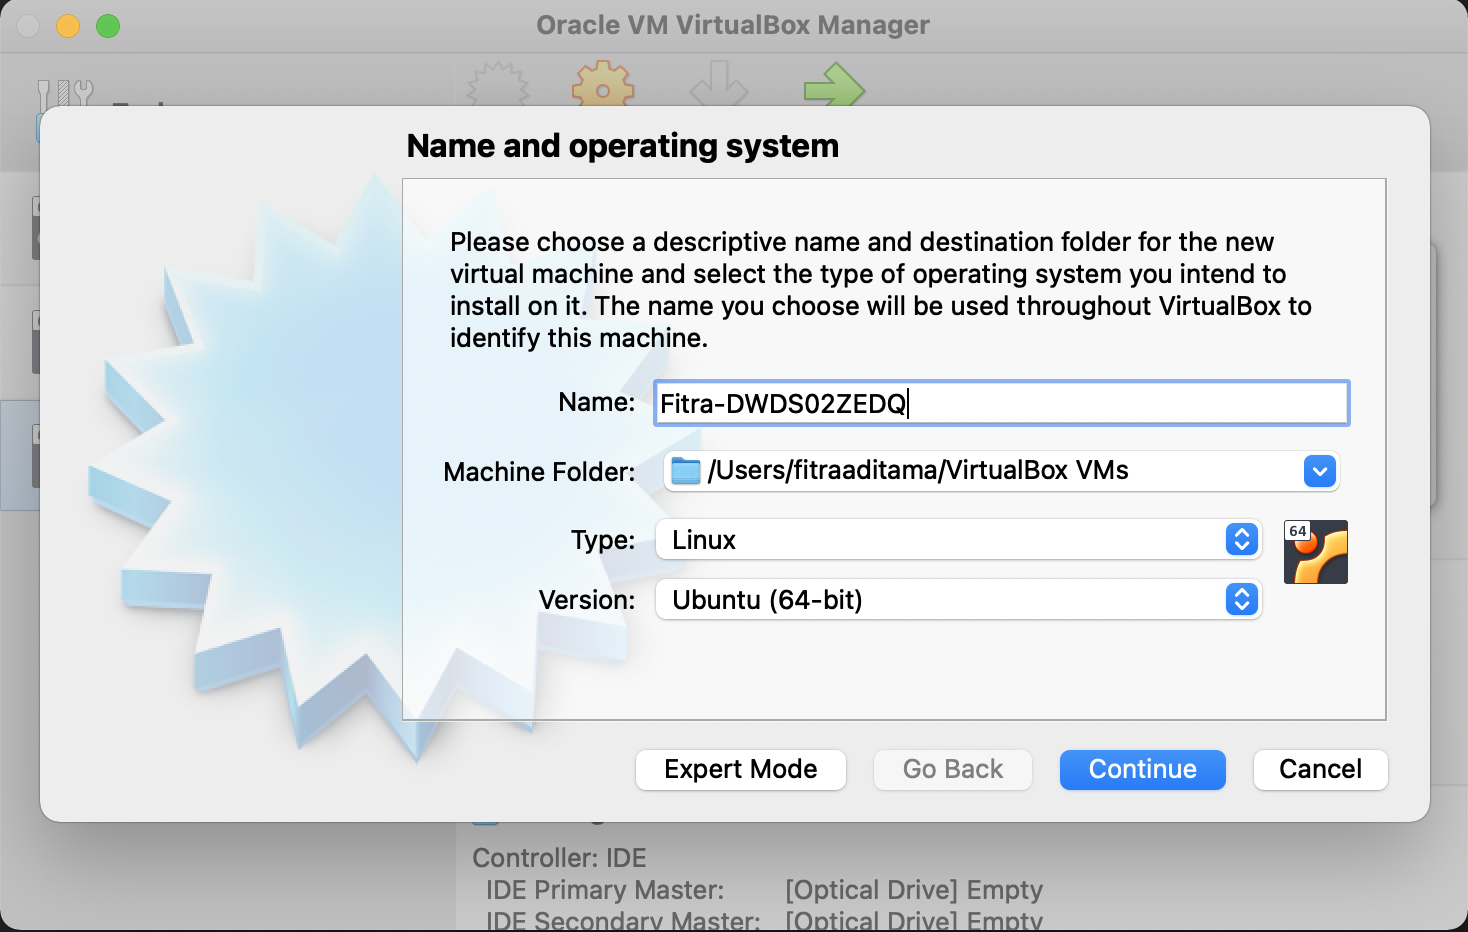 Oracle VM VirtualBox Manager
Name and operating system
Please choose a descriptive name and destination folder for the new
virtual machine and select the type of operating system you intend to
install on it. The name you choose will be used throughout VirtualBox to
identify this machine.
Name: Fitra-DWDS02ZEDQ
Machine Folder: /Users/fitraaditama/VirtualBox VMs
Type: Linux
64
Version: Ubuntu (64-bit)
Expert Mode Go Back Continue Cancel
Controller: IDE
IDE Primary Master: [Optical Drive] Empty
IDE Secondary Master: [Optical Drive] Empty